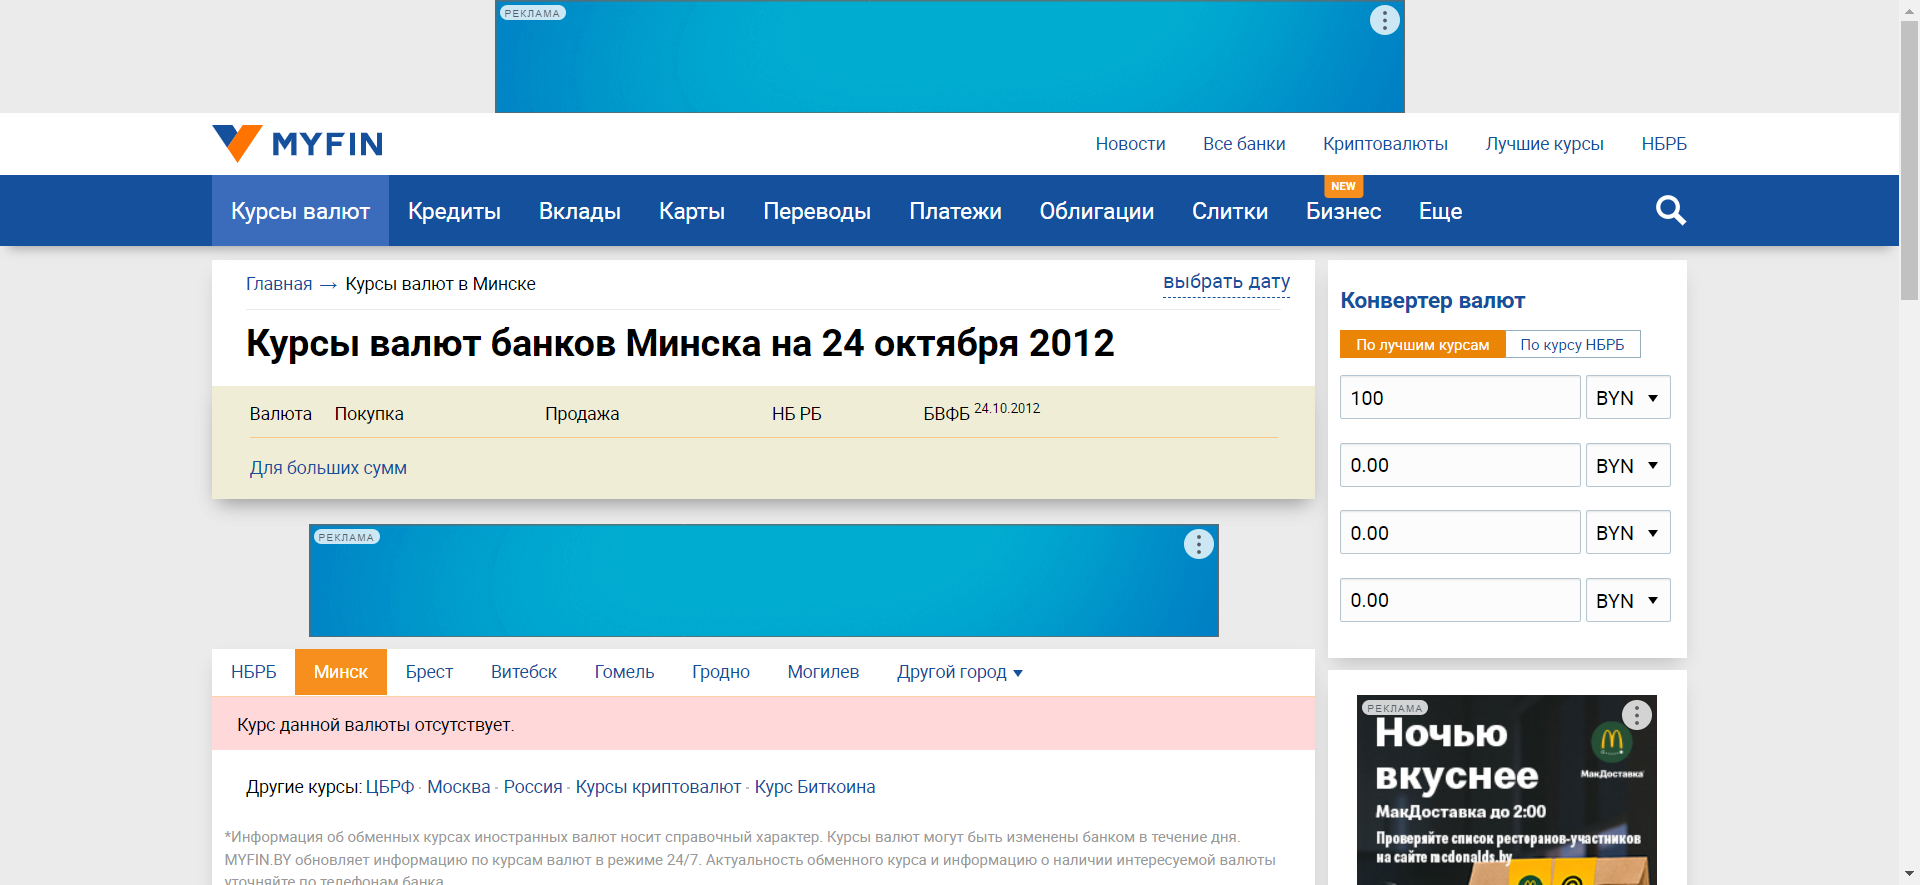 РЕКЛАМА
MYFIN
Новости Все банки Криптовалюты Лучшие курсы НБРБ
NEW
Курсы валют Кредиты Вклады Карты Переводы Платежи Облигации Слитки Бизнес Еще
Главная → Курсы валют в Минске
выбрать дату
Курсы валют банков Минска на 24 октября 2012
Валюта Покупка Продажа НБ РБ БВФБ 24.10.2012
Для больших сумм
РЕКЛАМА
НБРБ Минск Брест Витебск Гомель Гродно Могилев Другой город
Курс данной валюты отсутствует.
Другие курсы: ЦБРФ · Москва · Россия · Курсы криптовалют · Курс Биткоина
*Информация об обменных курсах иностранных валют носит справочный характер. Курсы валют могут быть изменены банком в течение дня.
MYFIN.BY обновляет информацию по курсам валют в режиме 24/7. Актуальность обменного курса и информацию о наличии интересуемой валюты
уточняйте по телефонам банка
Конвертер валют
По лучшим курсам По курсу НБРБ
100 BYN
0.00 BYN
0.00 BYN
0.00 BYN
РЕКЛАМА
Ночью
вкуснее
МакДоставка
МакДоставка до 2:00
Проверяйте список ресторанов-участников
на сайте mcdonalds.by